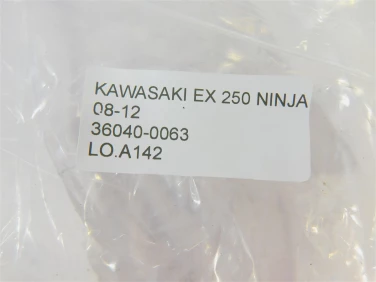 KAWASAKI EX 250 NINJA
08-12
36040-0063
LO.A142